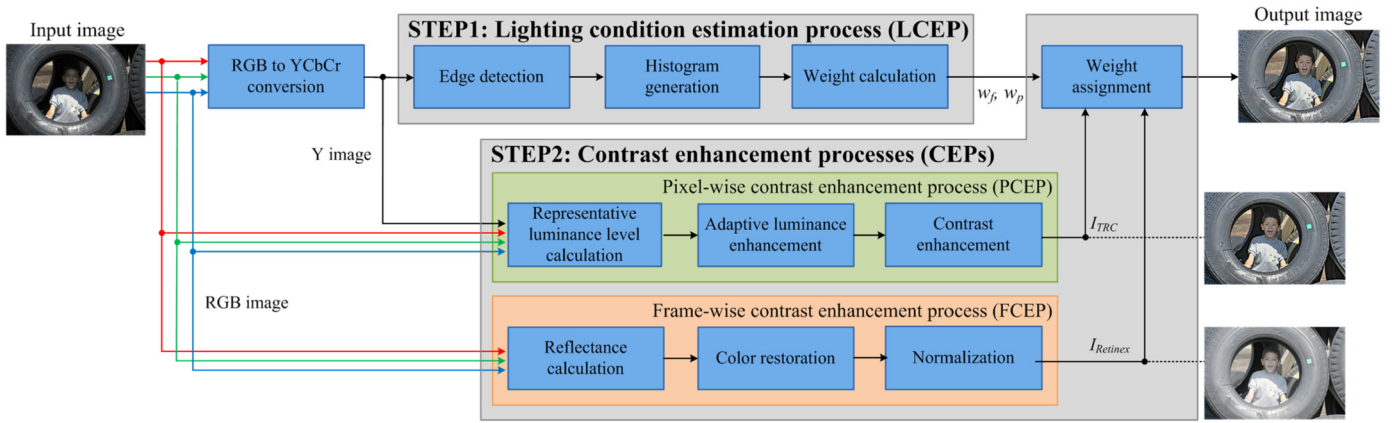 Input image
Output image
STEP1: Lighting condition estimation process (LCEP)
RGB to YCbCr
conversion
Edge detection
Histogram
generation
Weight calculation
w_f, w_p
Weight
assignment
Y image
STEP2: Contrast enhancement processes (CEPs)
Pixel-wise contrast enhancement process (PCEP)
Representative
luminance level
calculation
Adaptive luminance
enhancement
Contrast
enhancement
I_TRC
RGB image
Frame-wise contrast enhancement process (FCEP)
Reflectance
calculation
Color restoration
Normalization
I_Retinex